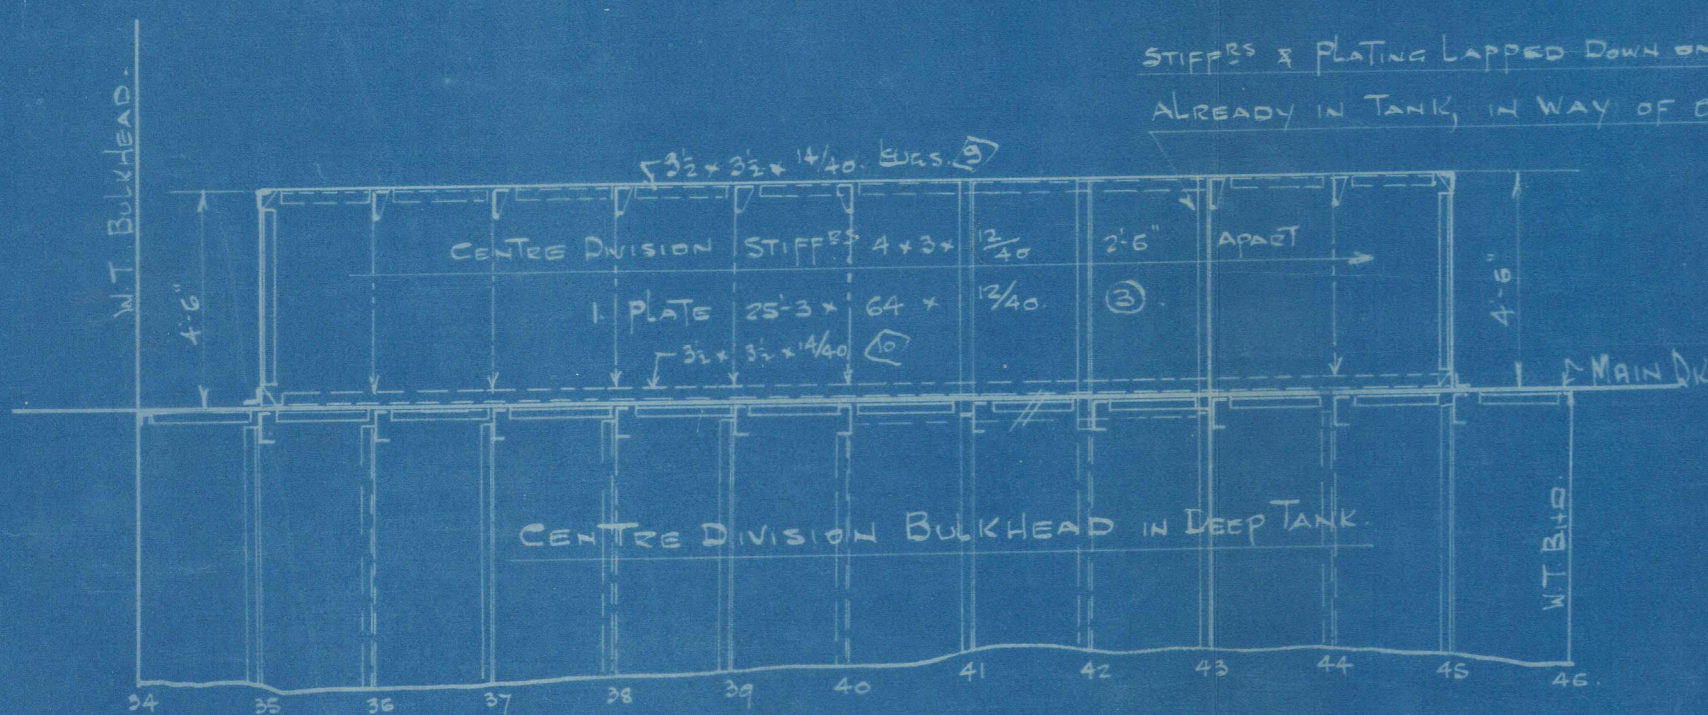 STIFFRS & PLATING LAPPED DOWN ON
ALREADY IN TANK, IN WAY OF
W.T BULKHEAD.
3½ × 3½ × 14/40. LUGS. 9
CENTRE DIVISION STIFFRS 4 × 3 × 12/40 2'-6" APART
4'-6"
4'-6"
1. PLATE 25'-3 × 64 × 12/40. 3
3½ × 3½ × 14/40 10
MAIN DK
CENTRE DIVISION BULKHEAD IN DEEP TANK.
W.T BHD.
34 35 36 37 38 39 40 41 42 43 44 45 46.